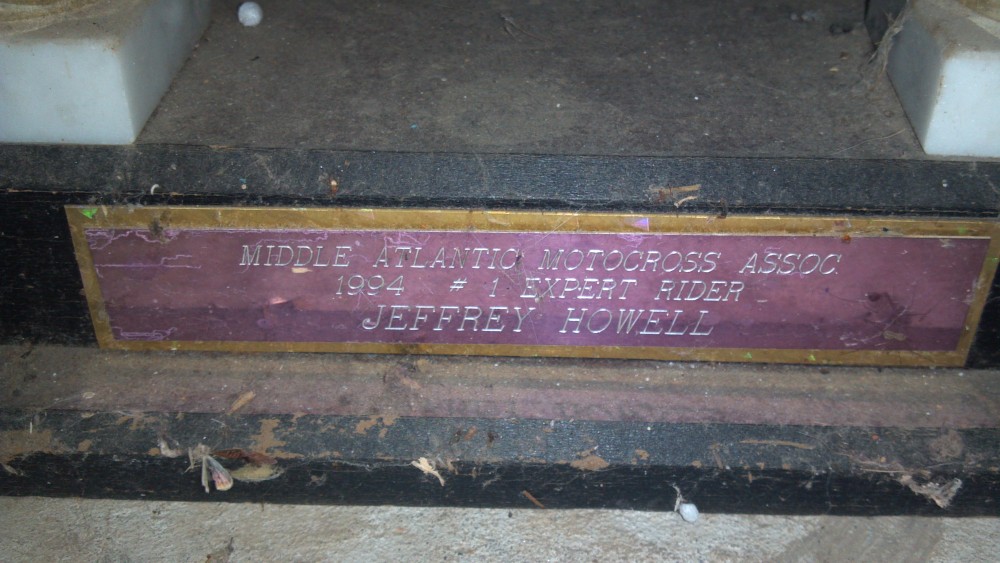 MIDDLE ATLANTIC MOTOCROSS ASSOC.
1994 # 1 EXPERT RIDER
JEFFREY HOWELL